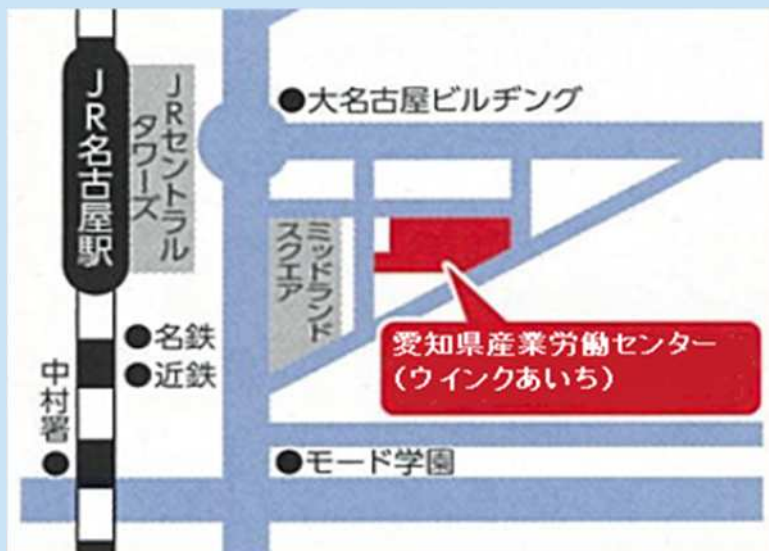 JR名古屋駅
JRセントラル
タワーズ
●大名古屋ビルヂング
ミッドランド
スクエア
愛知県産業労働センター
(ウインクあいち)
●名鉄
●近鉄
中村署
●モード学園